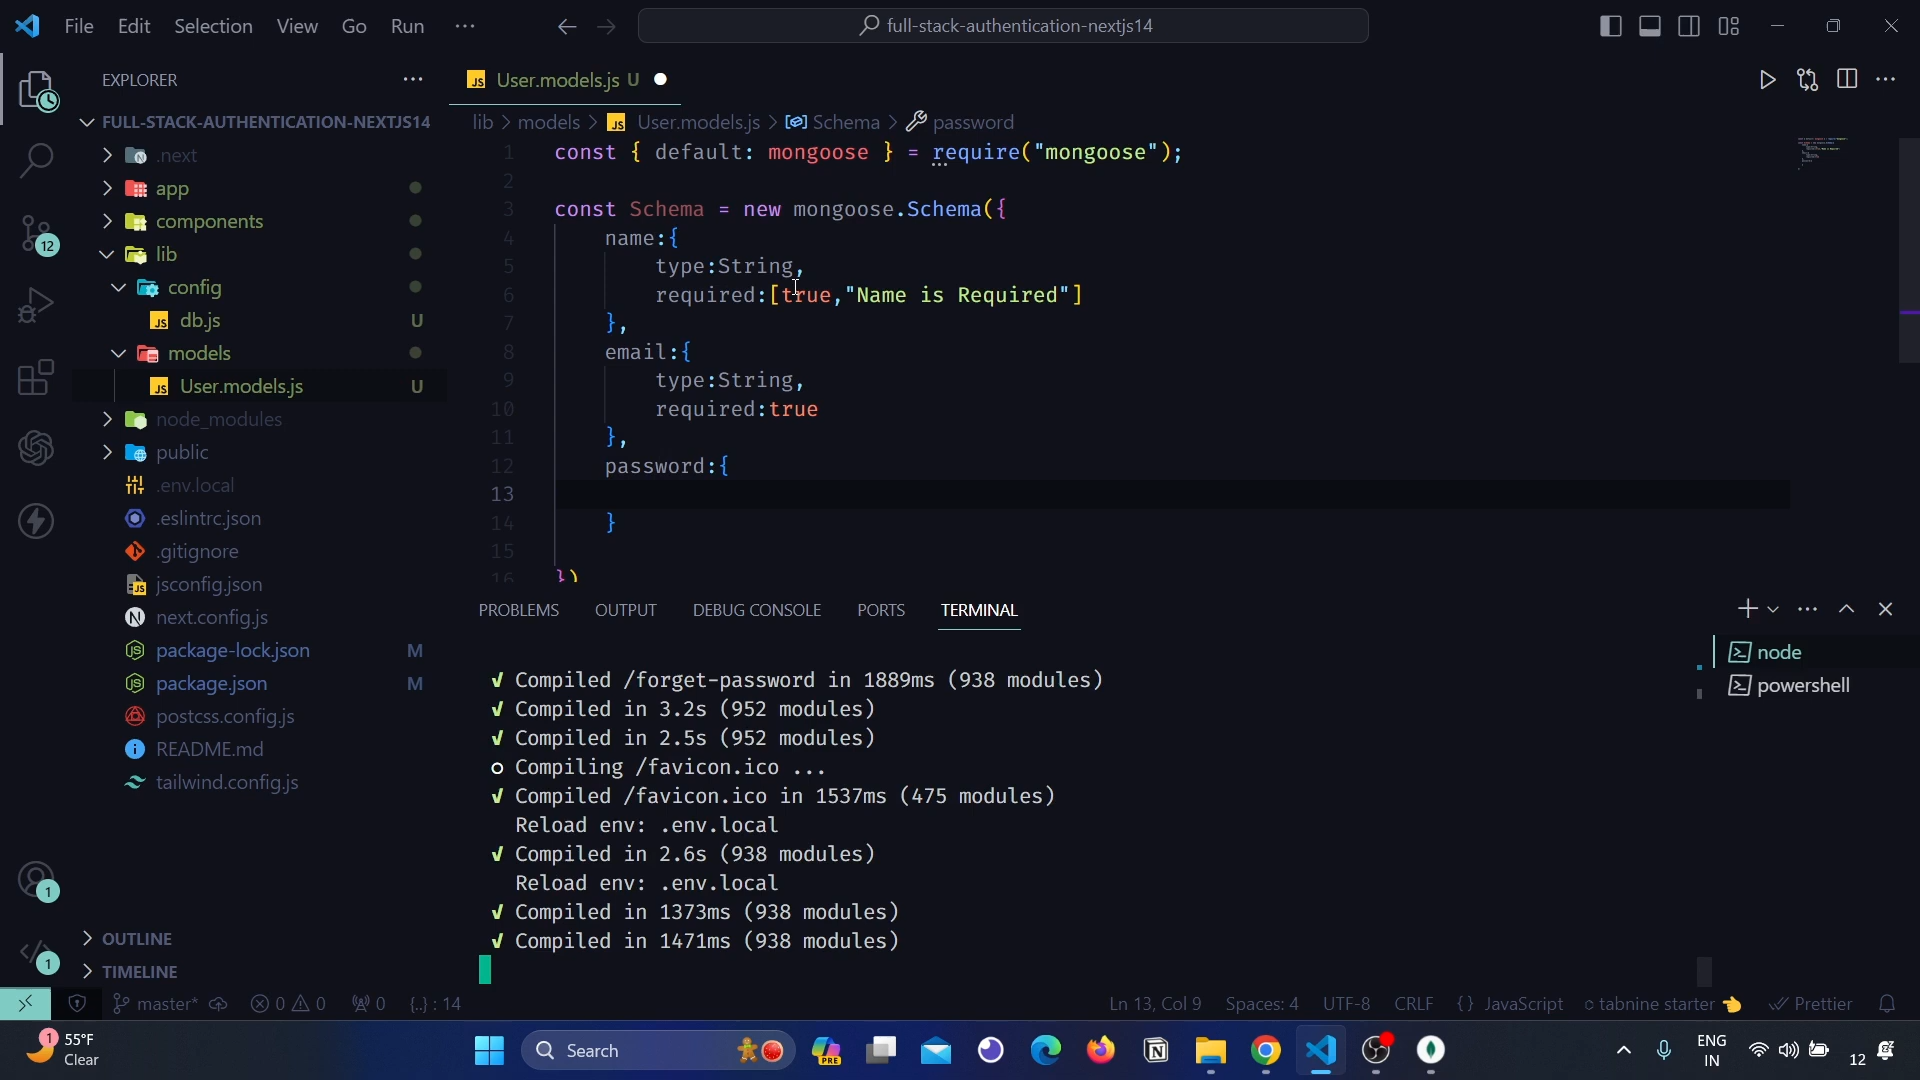 File Edit Selection View Go Run ... full-stack-authentication-nextjs14
EXPLORER ...
FULL-STACK-AUTHENTICATION-NEXTJS14
.next
app
components
lib
config
db.js U
models
User.models.js U
node_modules
public
.env.local
.eslintrc.json
.gitignore
jsconfig.json
next.config.js
package-lock.json M
package.json M
postcss.config.js
README.md
tailwind.config.js
OUTLINE
TIMELINE
12
1
1
JS User.models.js U
lib > models > JS User.models.js > Schema > password
1 const { default: mongoose } = require("mongoose");
2
3 const Schema = new mongoose.Schema({
4 name:{
5 type:String,
6 required:[true,"Name is Required"]
7 },
8 email:{
9 type:String,
10 required:true
11 },
12 password:{
13
14 }
15
16 })
PROBLEMS OUTPUT DEBUG CONSOLE PORTS TERMINAL
node
powershell
√ Compiled /forget-password in 1889ms (938 modules)
√ Compiled in 3.2s (952 modules)
√ Compiled in 2.5s (952 modules)
○ Compiling /favicon.ico ...
√ Compiled /favicon.ico in 1537ms (475 modules)
Reload env: .env.local
√ Compiled in 2.6s (938 modules)
Reload env: .env.local
√ Compiled in 1373ms (938 modules)
√ Compiled in 1471ms (938 modules)
master* 0 0 0 {..} : 14 Ln 13, Col 9 Spaces: 4 UTF-8 CRLF {} JavaScript tabnine starter Prettier
1 55°F
Clear
Search
PRE
ENG
IN
12